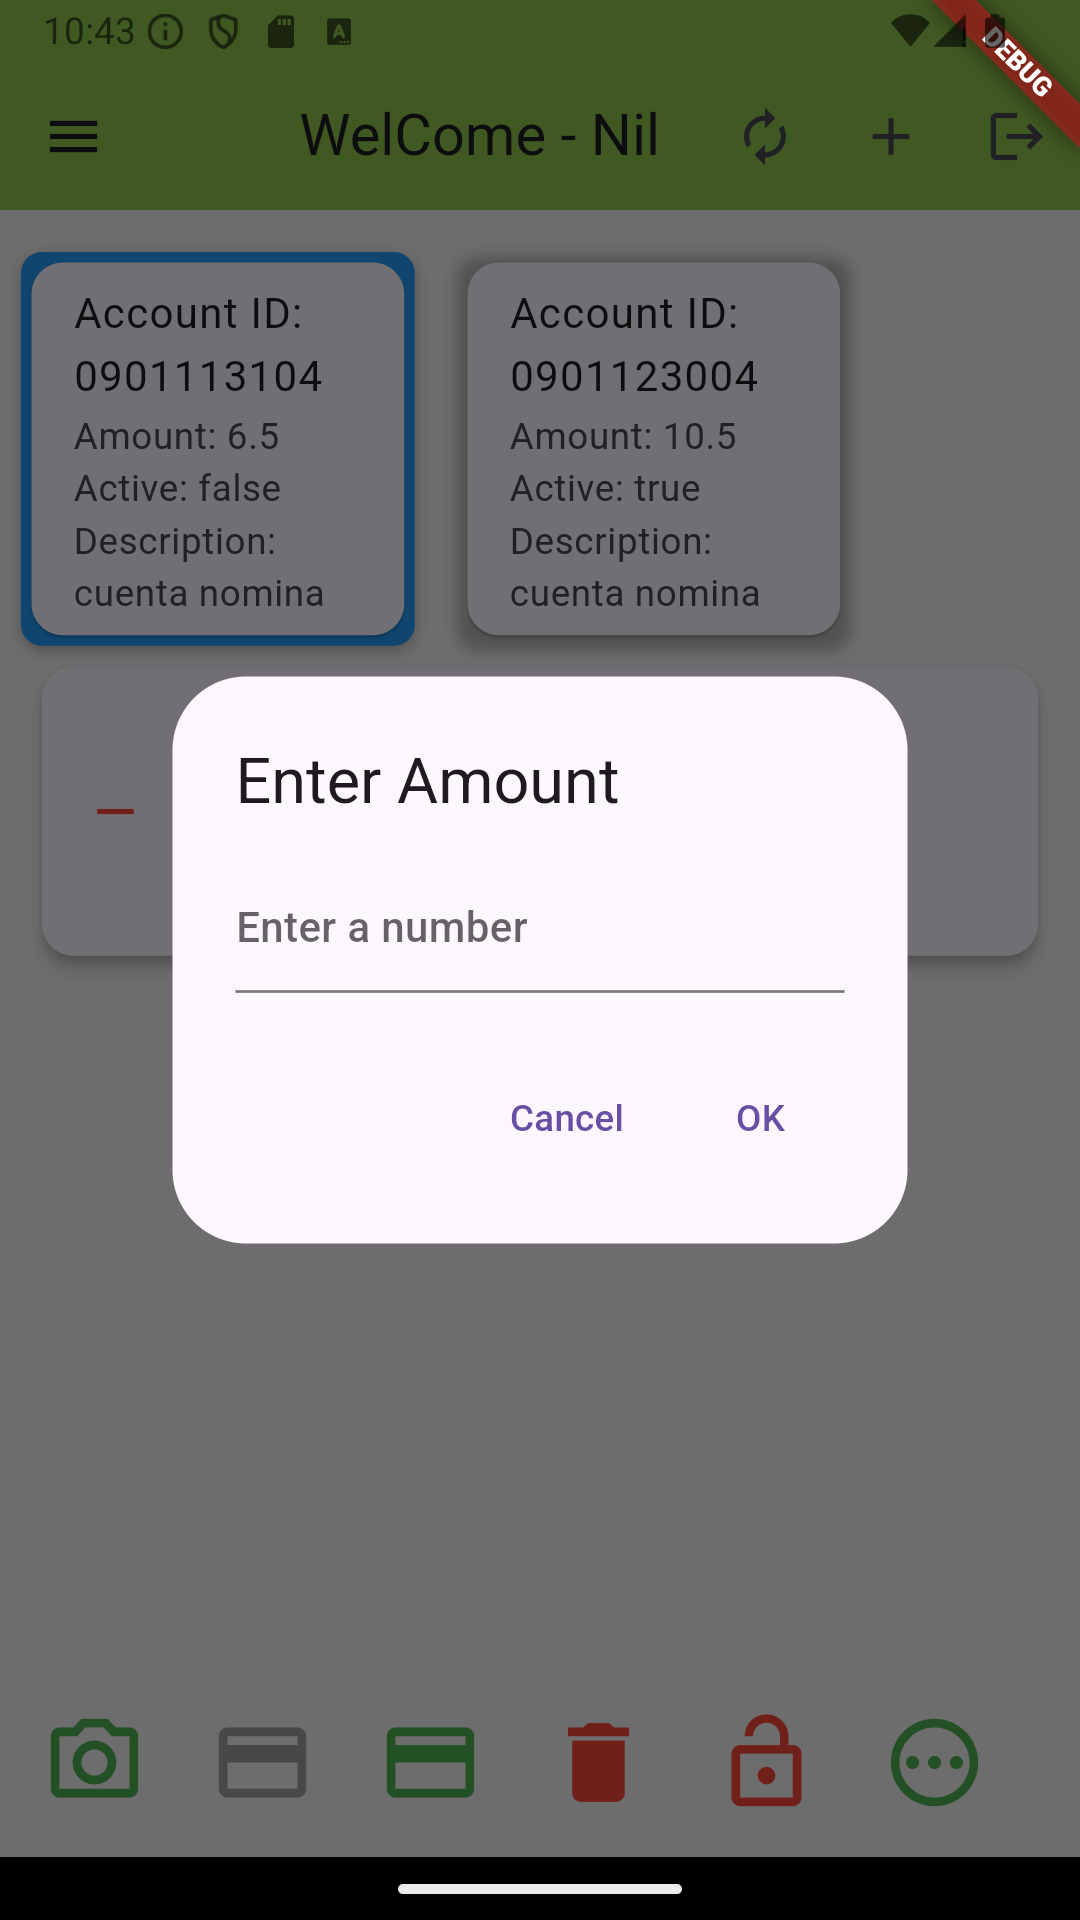 10:43
DEBUG
WelCome - Nil
Account ID:
0901113104
Amount: 6.5
Active: false
Description:
cuenta nomina
Account ID:
0901123004
Amount: 10.5
Active: true
Description:
cuenta nomina
Enter Amount
Enter a number
Cancel OK